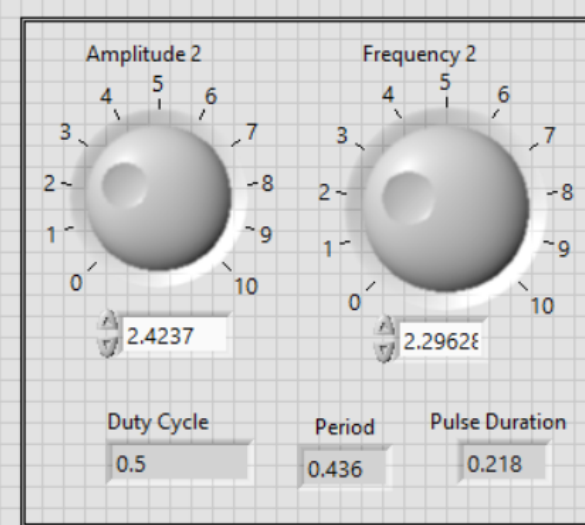 Amplitude 2
Frequency 2
0 1 2 3 4 5 6 7 8 9 10
0 1 2 3 4 5 6 7 8 9 10
2.4237
2.29628
Duty Cycle
Period
Pulse Duration
0.5
0.436
0.218